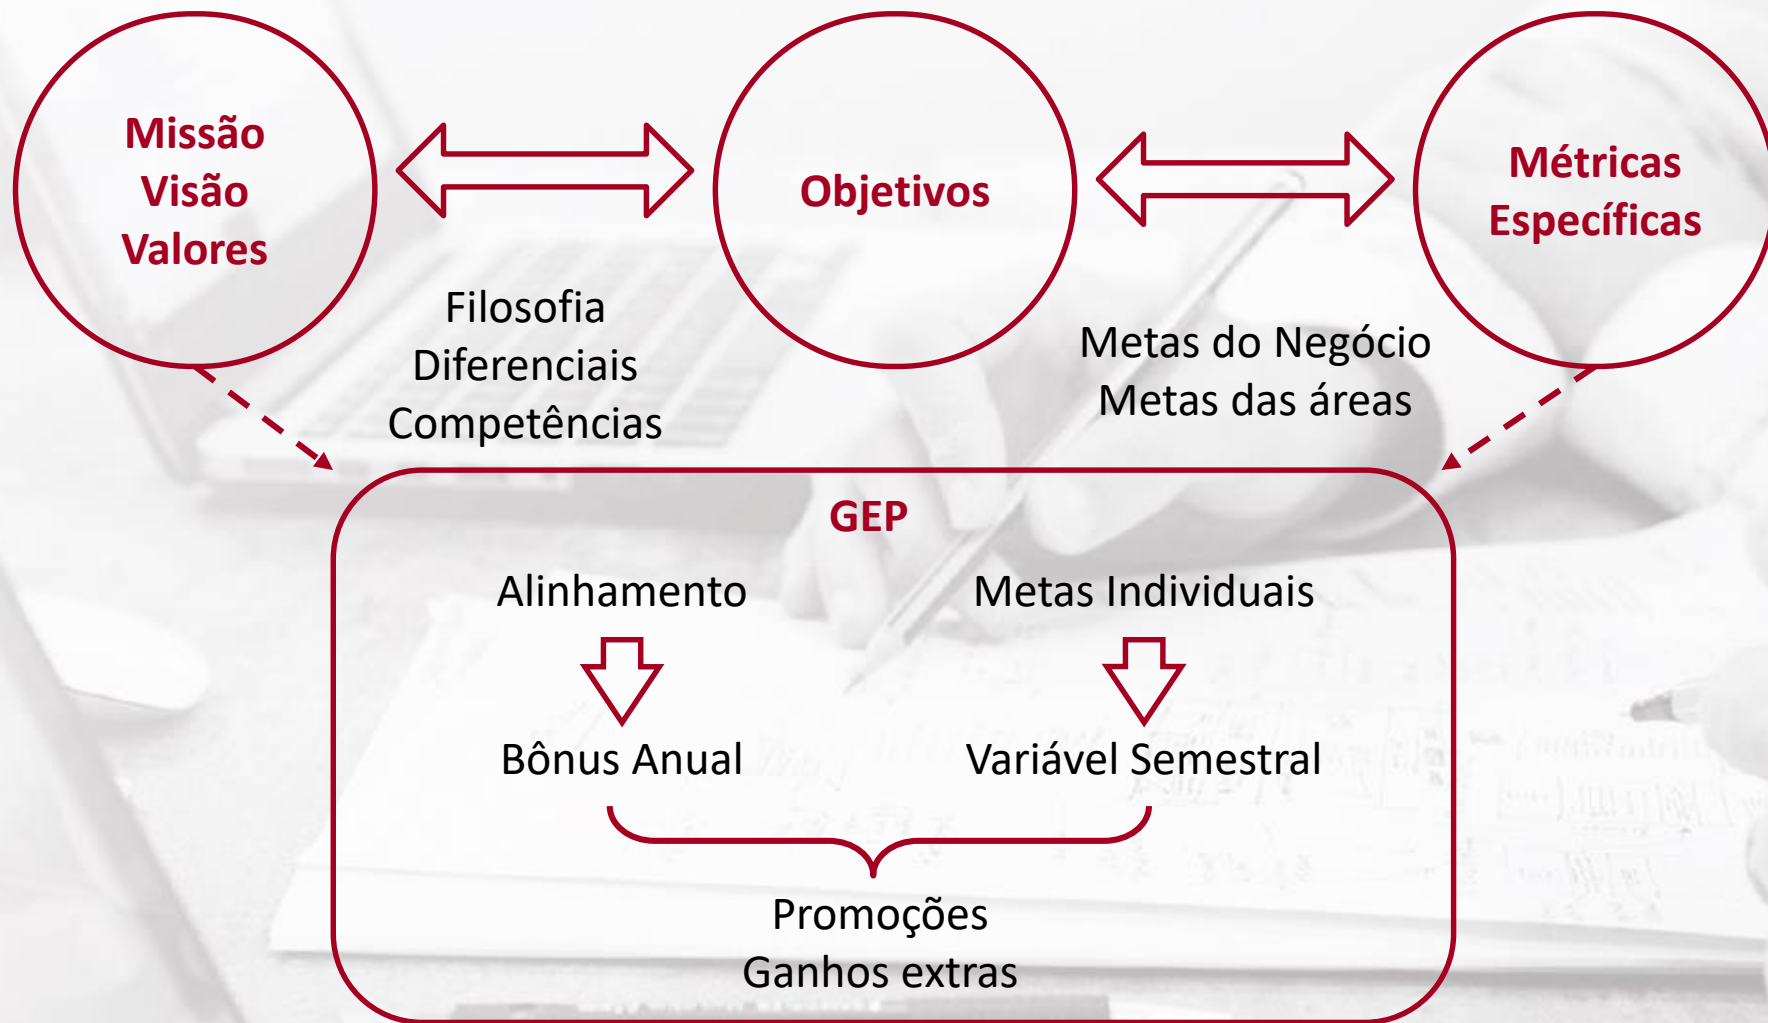 Missão
Visão
Valores
Objetivos
Métricas
Específicas
Filosofia
Diferenciais
Competências
Metas do Negócio
Metas das áreas
GEP
Alinhamento
Metas Individuais
Bônus Anual
Variável Semestral
Promoções
Ganhos extras